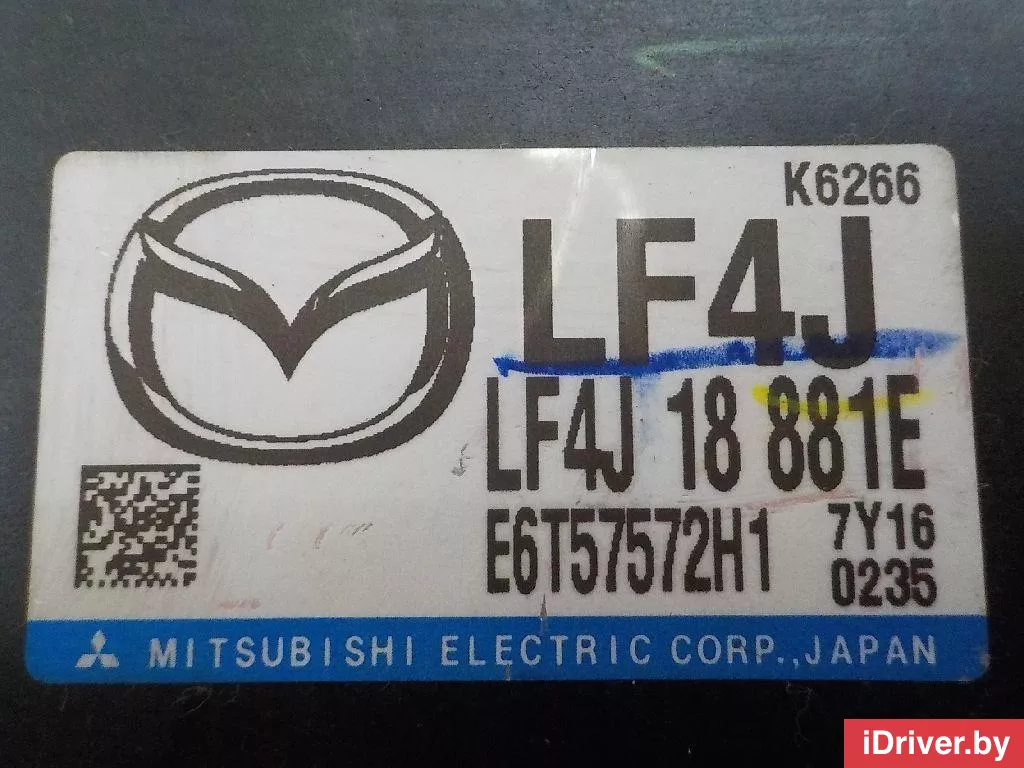 K6266
LF4J
LF4J 18 881E
E6T57572H1
7Y16
0235
MITSUBISHI ELECTRIC CORP.,JAPAN
iDriver.by